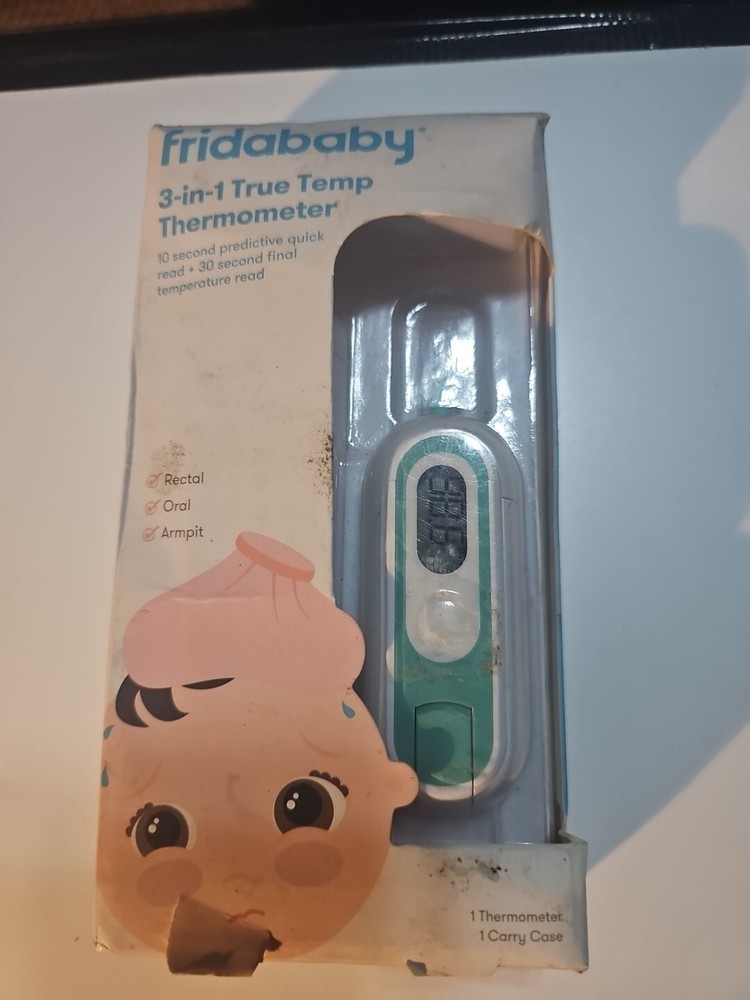 fridababy
3-in-1 True Temp
Thermometer
10 second predictive quick
read + 30 second final
temperature read
Rectal
Oral
Armpit
1 Thermometer
1 Carry Case